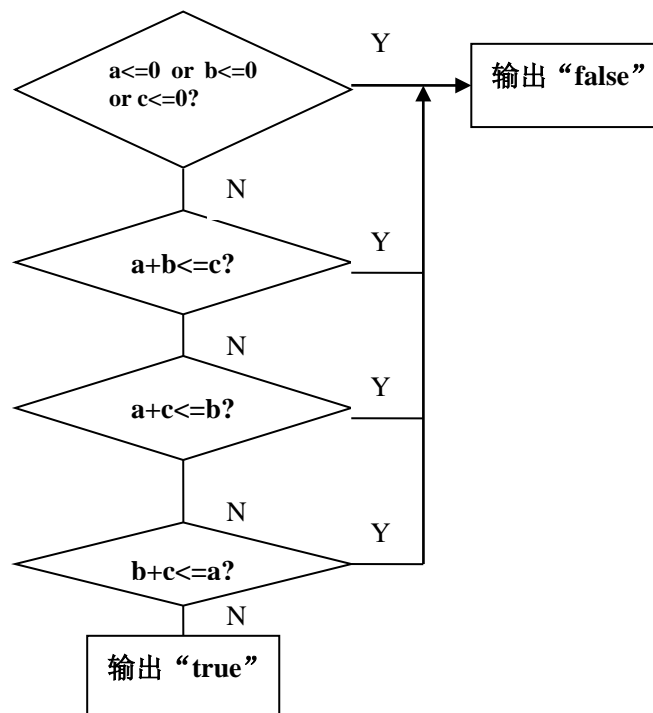 a<=0 or b<=0
or c<=0?
Y
输出“false”
N
a+b<=c?
Y
N
a+c<=b?
Y
N
b+c<=a?
Y
N
输出“true”